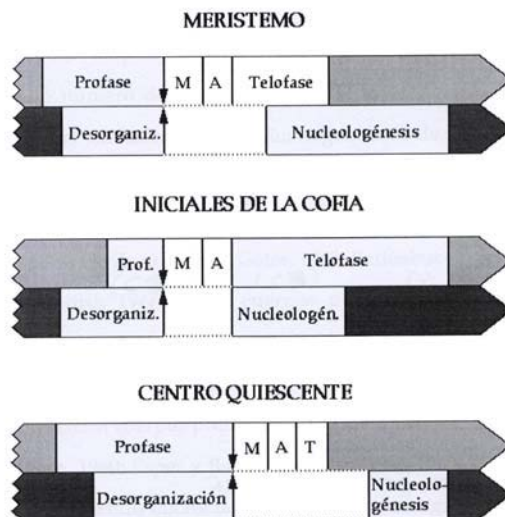 MERISTEMO
Profase M A Telofase
Desorganiz. Nucleologénesis
INICIALES DE LA COFIA
Prof. M A Telofase
Desorganiz. Nucleologén.
CENTRO QUIESCENTE
Profase M A T
Desorganización Nucleolo-
génesis